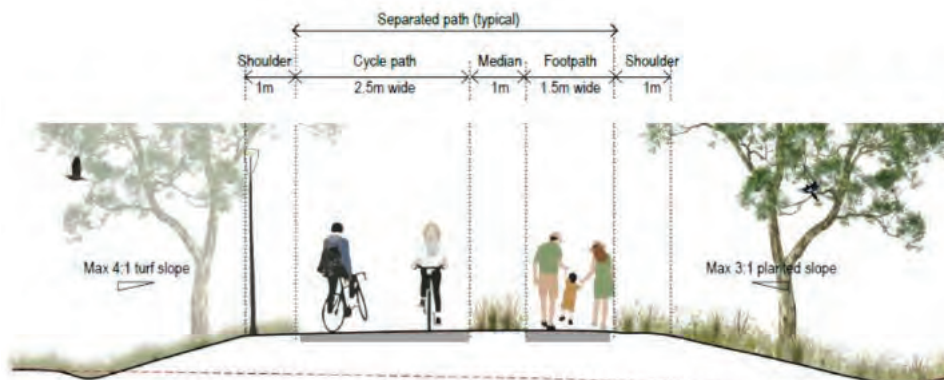 Separated path (typical)
Shoulder Cycle path Median Footpath Shoulder
1m 2.5m wide 1m 1.5m wide 1m
Max 4:1 turf slope Max 3:1 planted slope